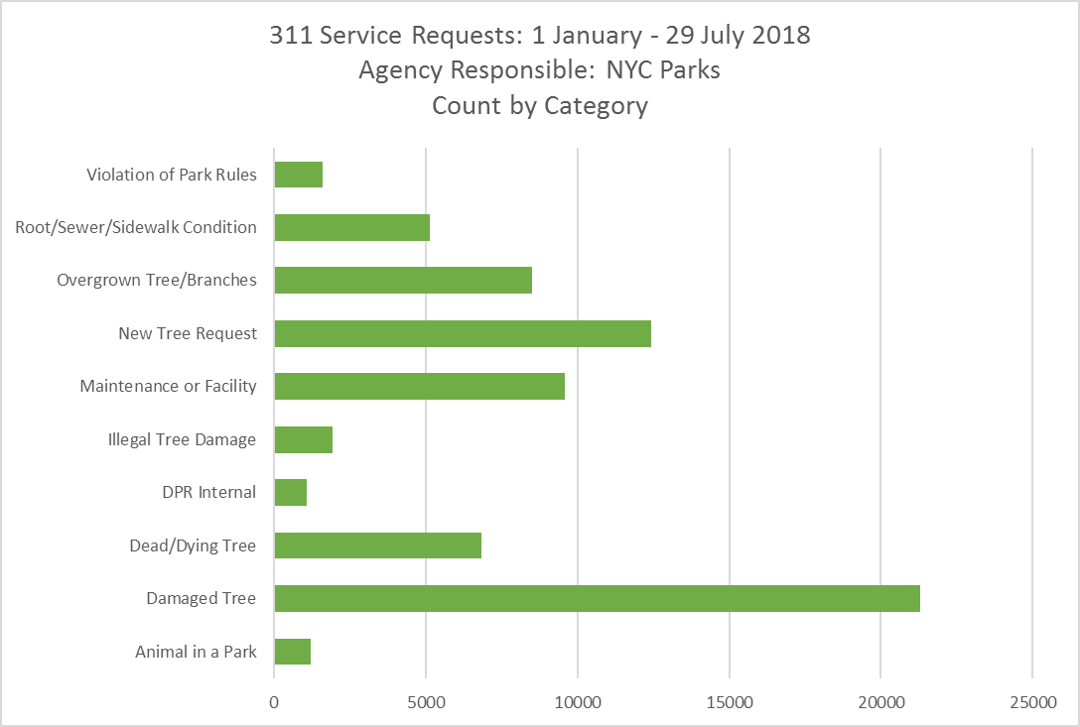 311 Service Requests: 1 January - 29 July 2018
Agency Responsible: NYC Parks
Count by Category
Violation of Park Rules
Root/Sewer/Sidewalk Condition
Overgrown Tree/Branches
New Tree Request
Maintenance or Facility
Illegal Tree Damage
DPR Internal
Dead/Dying Tree
Damaged Tree
Animal in a Park
0 5000 10000 15000 20000 25000